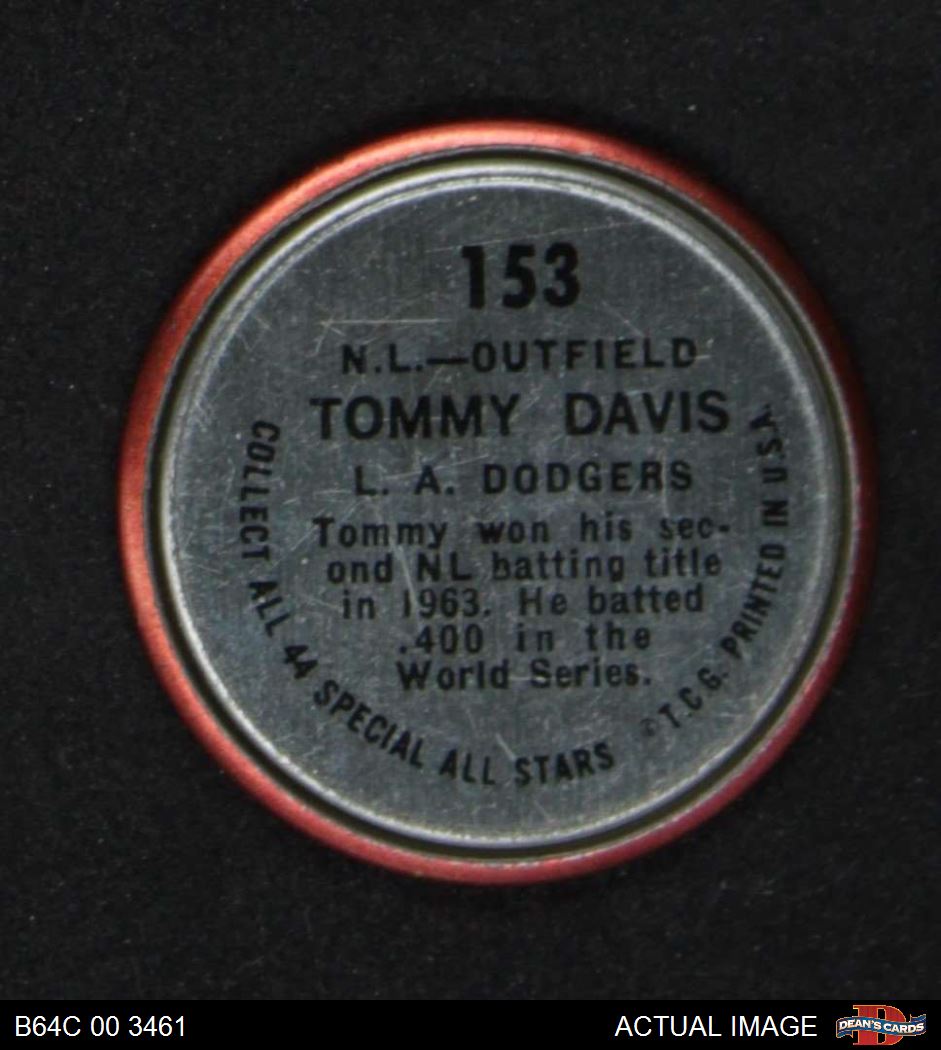 153
N.L.—OUTFIELD
TOMMY DAVIS
L. A. DODGERS
Tommy won his sec-
ond NL batting title
in 1963. He batted
.400 in the
World Series.
COLLECT ALL 44 SPECIAL ALL STARS
© T.C.G. PRINTED IN U.S.A.
B64C 00 3461
ACTUAL IMAGE
DEAN'S CARDS